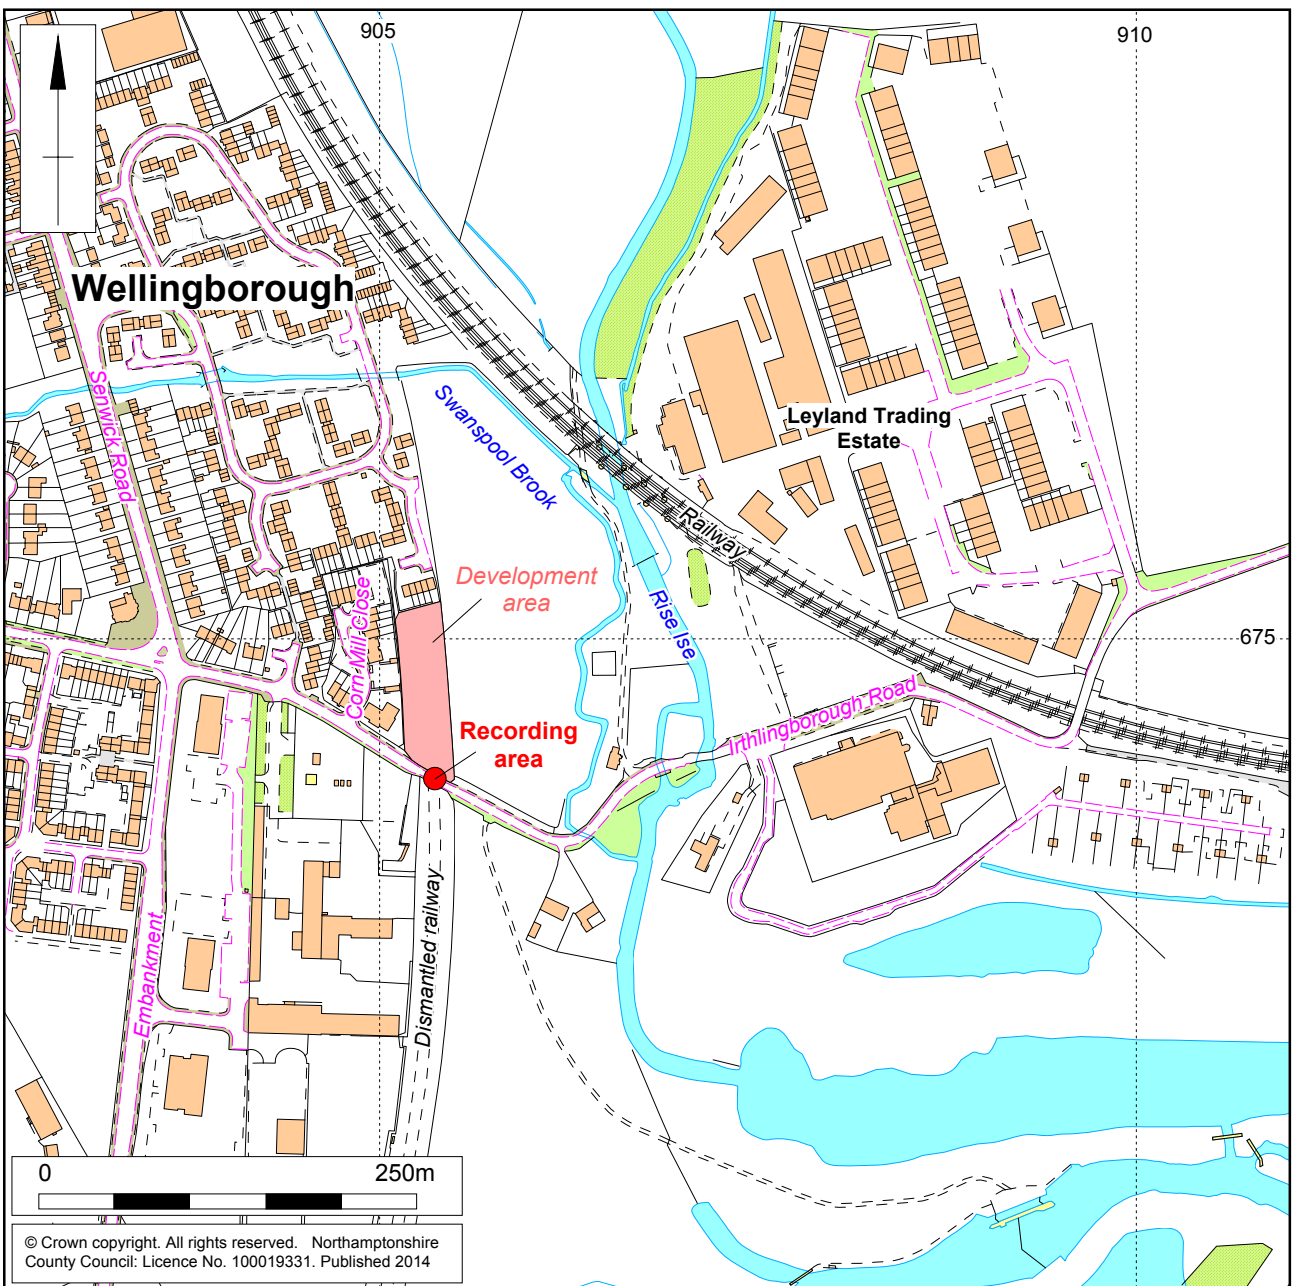 905
910
Wellingborough
Senwick Road
Swanspool Brook
Leyland Trading
Estate
Railway
Development
area
Rise Ise
Corn Mill Close
675
Irthlingborough Road
Recording
area
Dismantled railway
Embankment
0 250m
© Crown copyright. All rights reserved. Northamptonshire
County Council: Licence No. 100019331. Published 2014